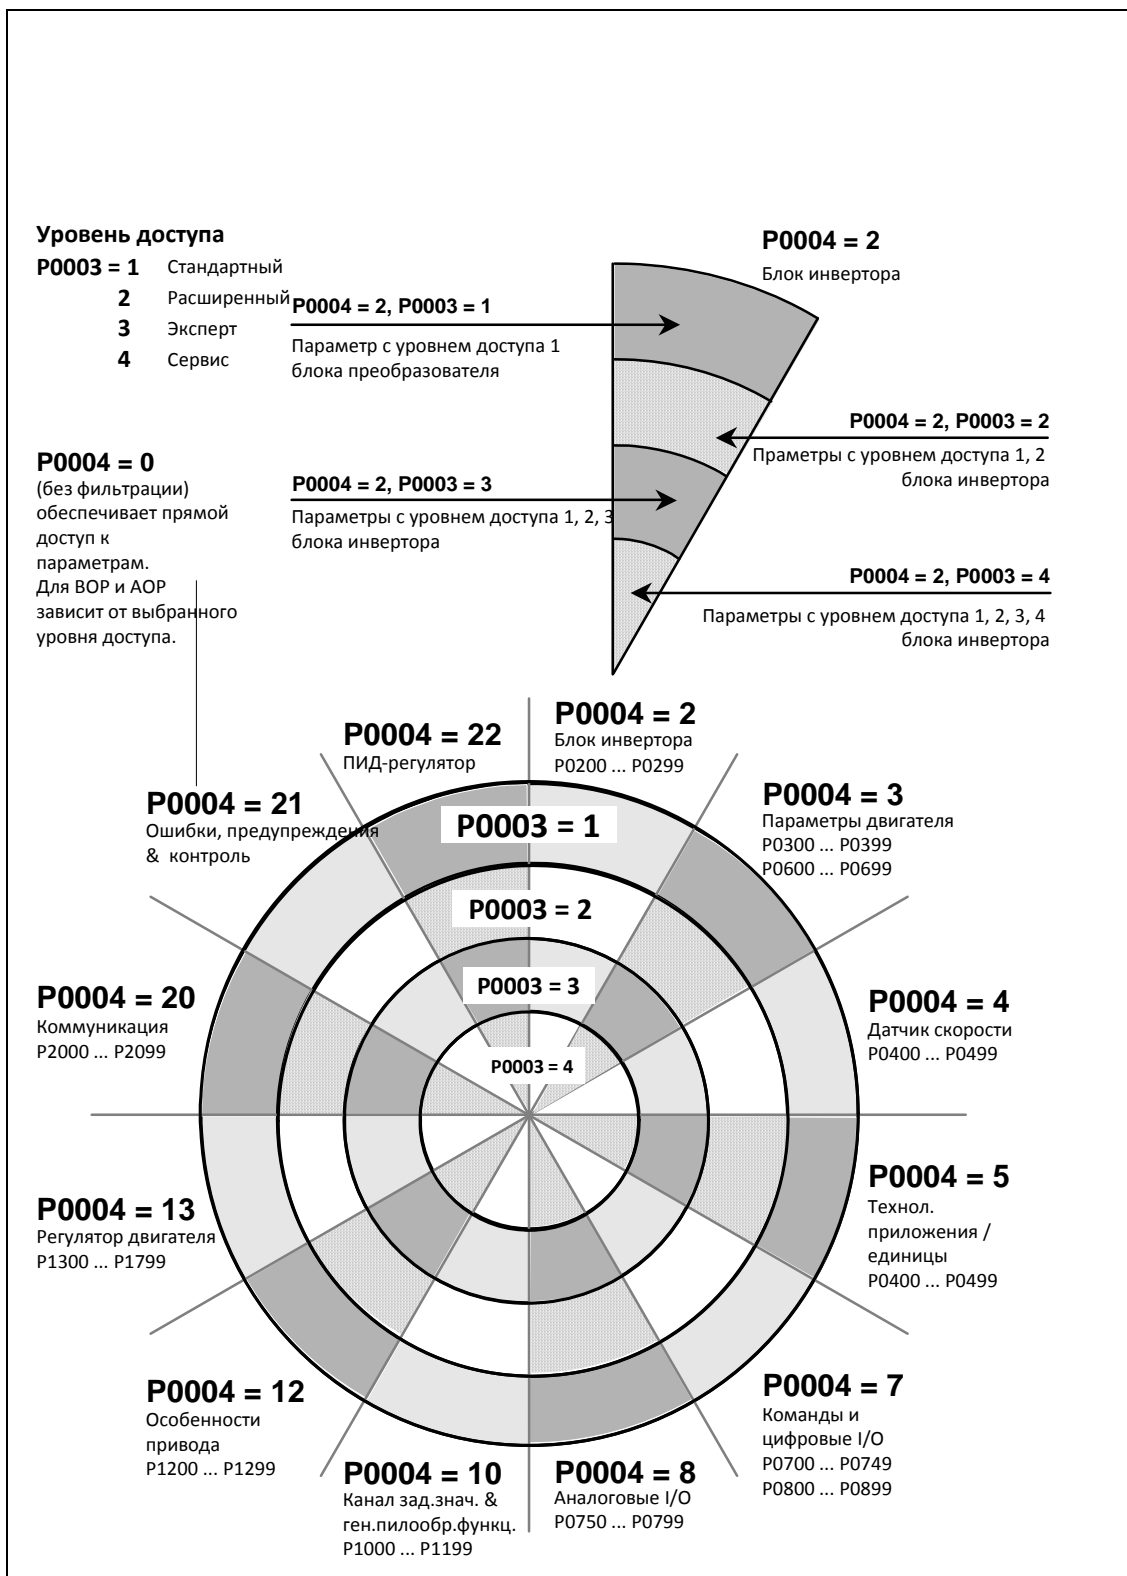 Уровень доступа
P0003 = 1 Стандартный
2 Расширенный
3 Эксперт
4 Сервис
P0004 = 2, P0003 = 1
Параметр с уровнем доступа 1
блока преобразователя
P0004 = 2
Блок инвертора
P0004 = 2, P0003 = 2
Праметры с уровнем доступа 1, 2
блока инвертора
P0004 = 0
(без фильтрации)
обеспечивает прямой
доступ к
параметрам.
Для BOP и AOP
зависит от выбранного
уровня доступа.
P0004 = 2, P0003 = 3
Параметры с уровнем доступа 1, 2, 3
блока инвертора
P0004 = 2, P0003 = 4
Параметры с уровнем доступа 1, 2, 3, 4
блока инвертора
P0004 = 22
ПИД-регулятор
P0004 = 2
Блок инвертора
P0200 ... P0299
P0004 = 21
Ошибки, предупреждения
& контроль
P0004 = 3
Параметры двигателя
P0300 ... P0399
P0600 ... P0699
P0003 = 1
P0003 = 2
P0003 = 3
P0003 = 4
P0004 = 20
Коммуникация
P2000 ... P2099
P0004 = 4
Датчик скорости
P0400 ... P0499
P0004 = 13
Регулятор двигателя
P1300 ... P1799
P0004 = 5
Технол.
приложения /
единицы
P0400 ... P0499
P0004 = 12
Особенности
привода
P1200 ... P1299
P0004 = 7
Команды и
цифровые I/O
P0700 ... P0749
P0800 ... P0899
P0004 = 10
Канал зад.знач. &
ген.пилообр.функц.
P1000 ... P1199
P0004 = 8
Аналоговые I/O
P0750 ... P0799